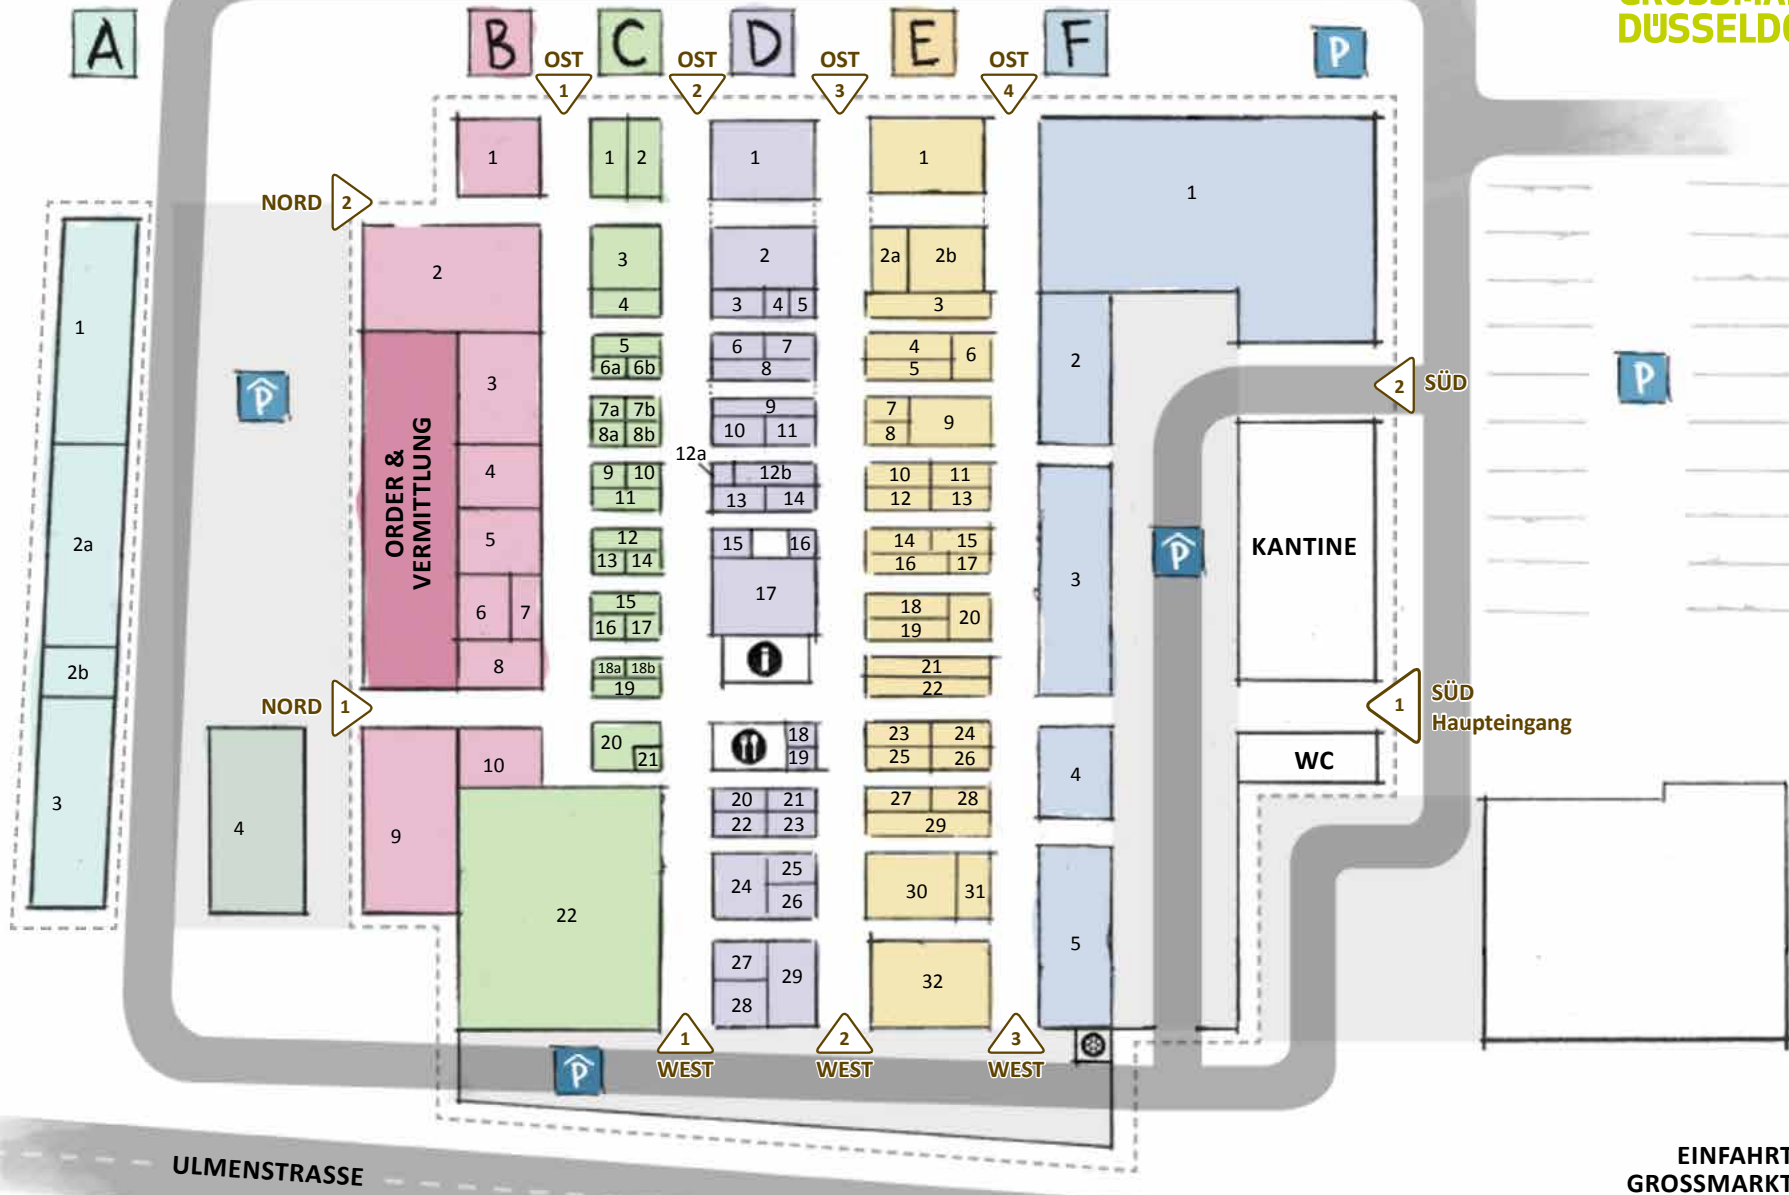 GROSSMA
DÜSSELDO
A
B
C
D
E
F
P
OST
1
OST
2
OST
3
OST
4
NORD 2
1
2
3
4
5
6
7
8
9
10
ORDER &
VERMITTLUNG
NORD 1
1
2a
2b
3
4
P
1 2
3
4
5
6a 6b
7a 7b
8a 8b
9 10
11
12
13 14
15
16 17
18a 18b
19
20
21
22
1
2
3 4 5
6 7
8
9
10 11
12a
12b
13 14
15 16
17
i
18
19
20 21
22 23
24
25
26
27
28
29
1
2a 2b
3
4
5
6
7
8
9
10 11
12 13
14 15
16 17
18
19
20
21
22
23 24
25 26
27 28
29
30 31
32
1
2
3
4
5
2 SÜD
P
P
KANTINE
1 SÜD
Haupteingang
WC
1
WEST
2
WEST
3
WEST
P
ULMENSTRASSE
EINFAHRT
GROSSMARKT